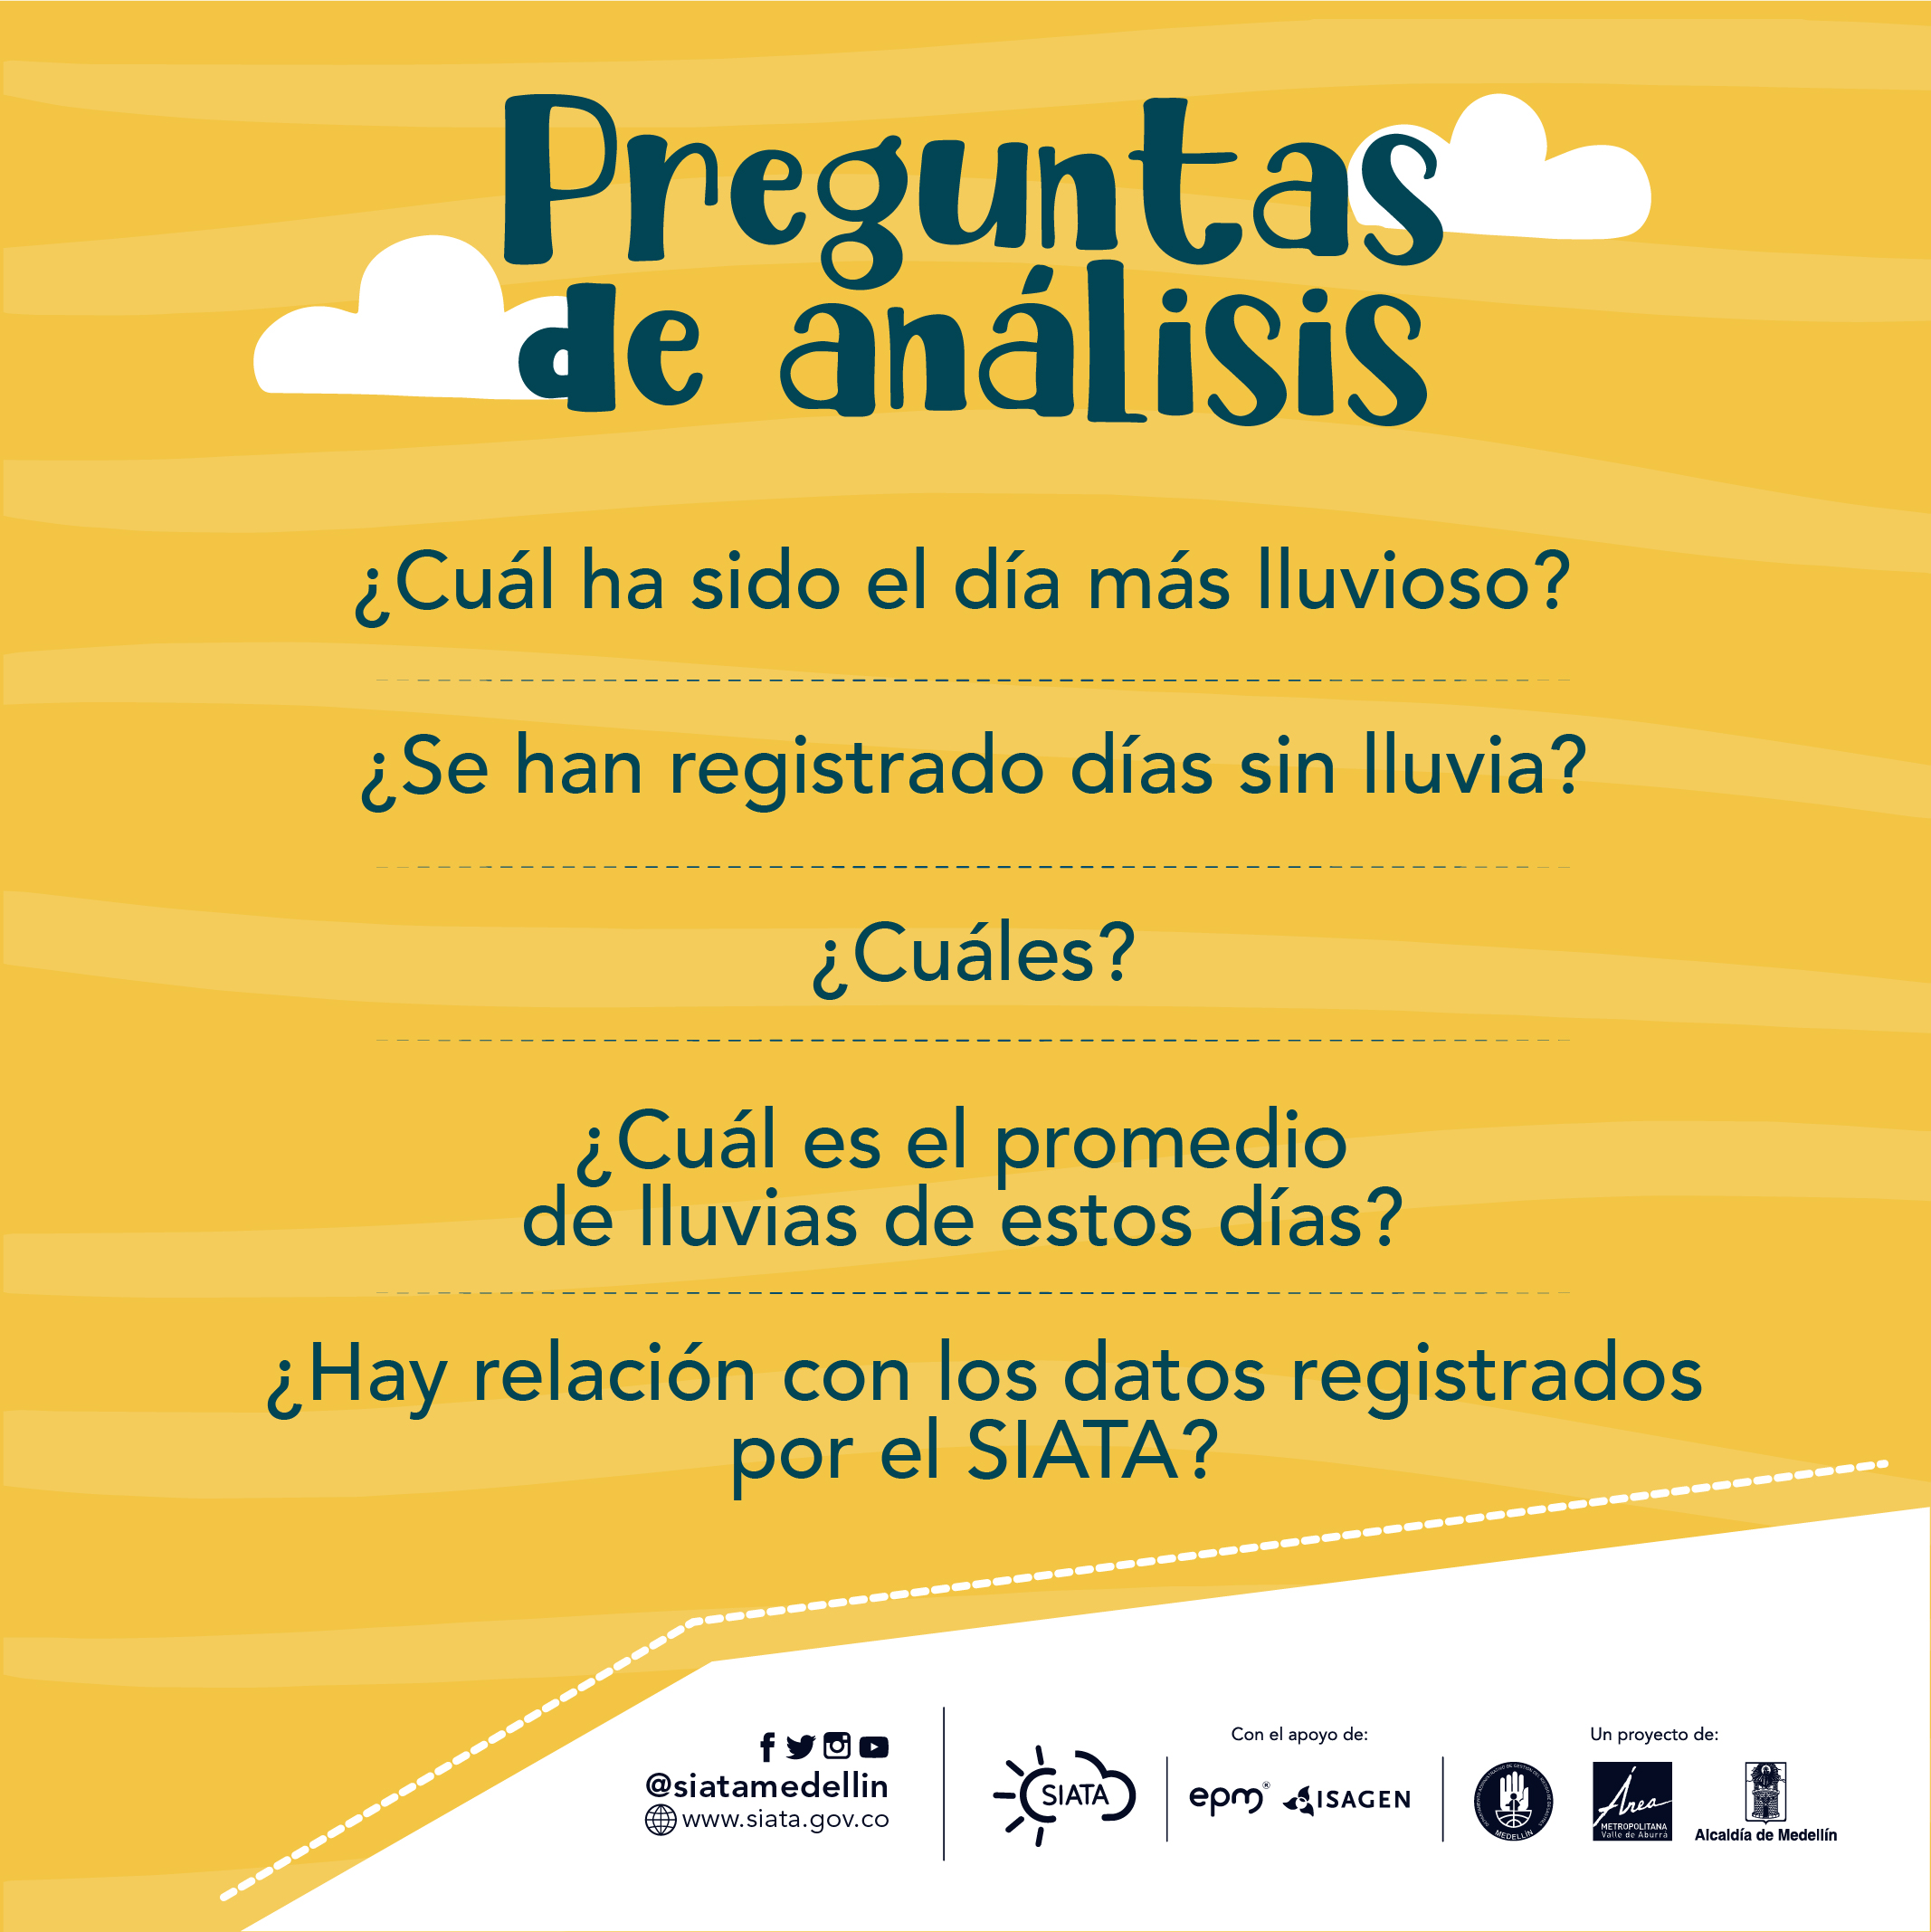 Preguntas
de análisis
¿Cuál ha sido el día más lluvioso?
¿Se han registrado días sin lluvia?
¿Cuáles?
¿Cuál es el promedio
de lluvias de estos días?
¿Hay relación con los datos registrados
por el SIATA?
@siatamedellin
www.siata.gov.co
SIATA
Con el apoyo de:
epm®
ISAGEN
Un proyecto de:
MEDELLÍN
Área
METROPOLITANA
Valle de Aburrá
Alcaldía de Medellín